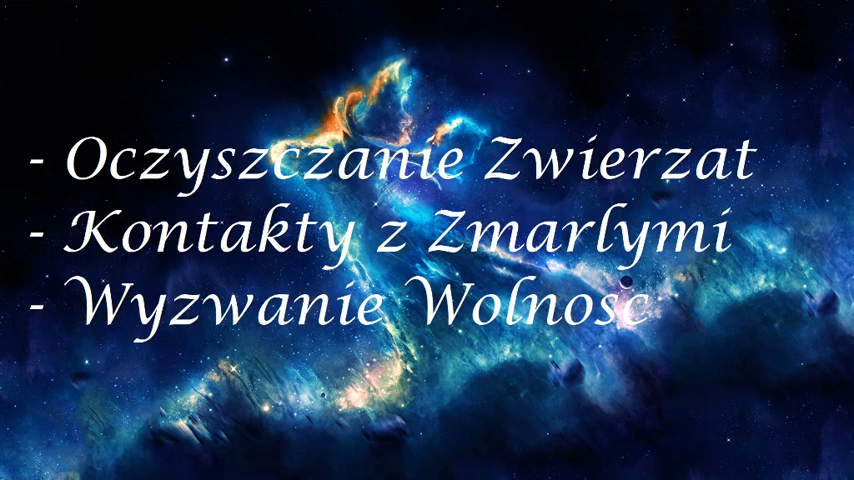 - Oczyszczanie Zwierzat
- Kontakty z Zmarlymi
- Wyzwanie Wolnosc